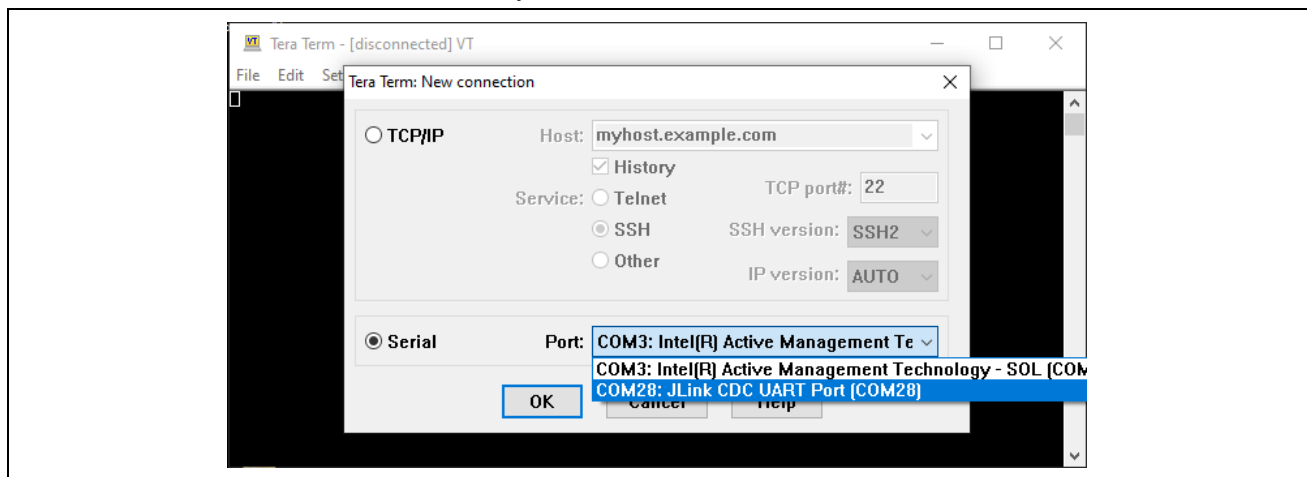 Tera Term - [disconnected] VT
File Edit Set
Tera Term: New connection
TCP/IP Host: myhost.example.com
History
Service: Telnet TCP port#: 22
SSH SSH version: SSH2
Other IP version: AUTO
Serial Port: COM3: Intel(R) Active Management Te
COM3: Intel(R) Active Management Technology - SOL (COM
COM28: JLink CDC UART Port (COM28)
OK Cancel Help